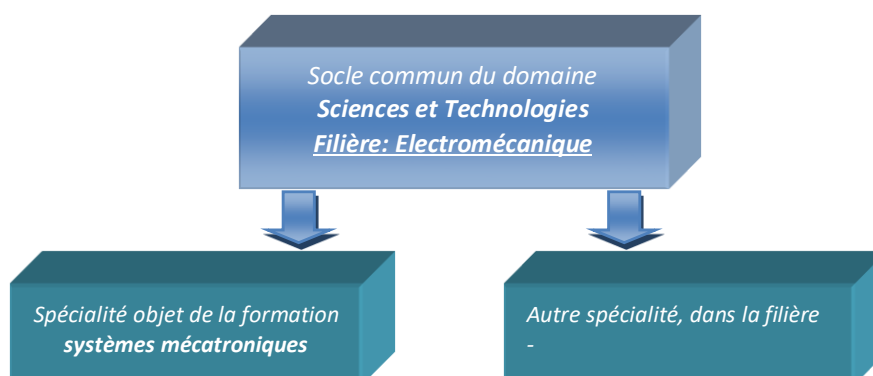 Socle commun du domaine
Sciences et Technologies
Filière: Electromécanique
Spécialité objet de la formation
systèmes mécatroniques
Autre spécialité, dans la filière
-